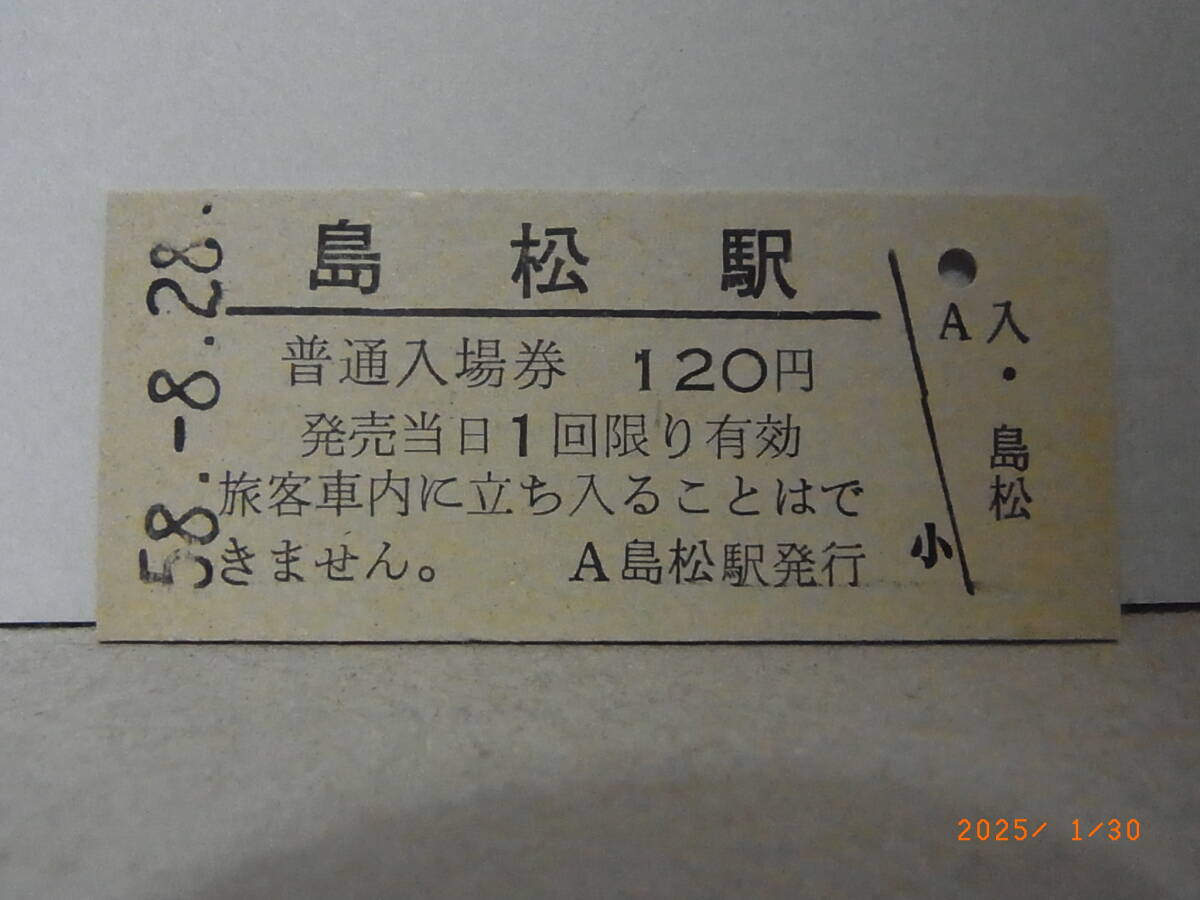 58.-8.28.
島松駅
普通入場券 120円
発売当日1回限り有効
旅客車内に立ち入ることはで
きません。 A島松駅発行
小
A
入・島松
2025/ 1/30